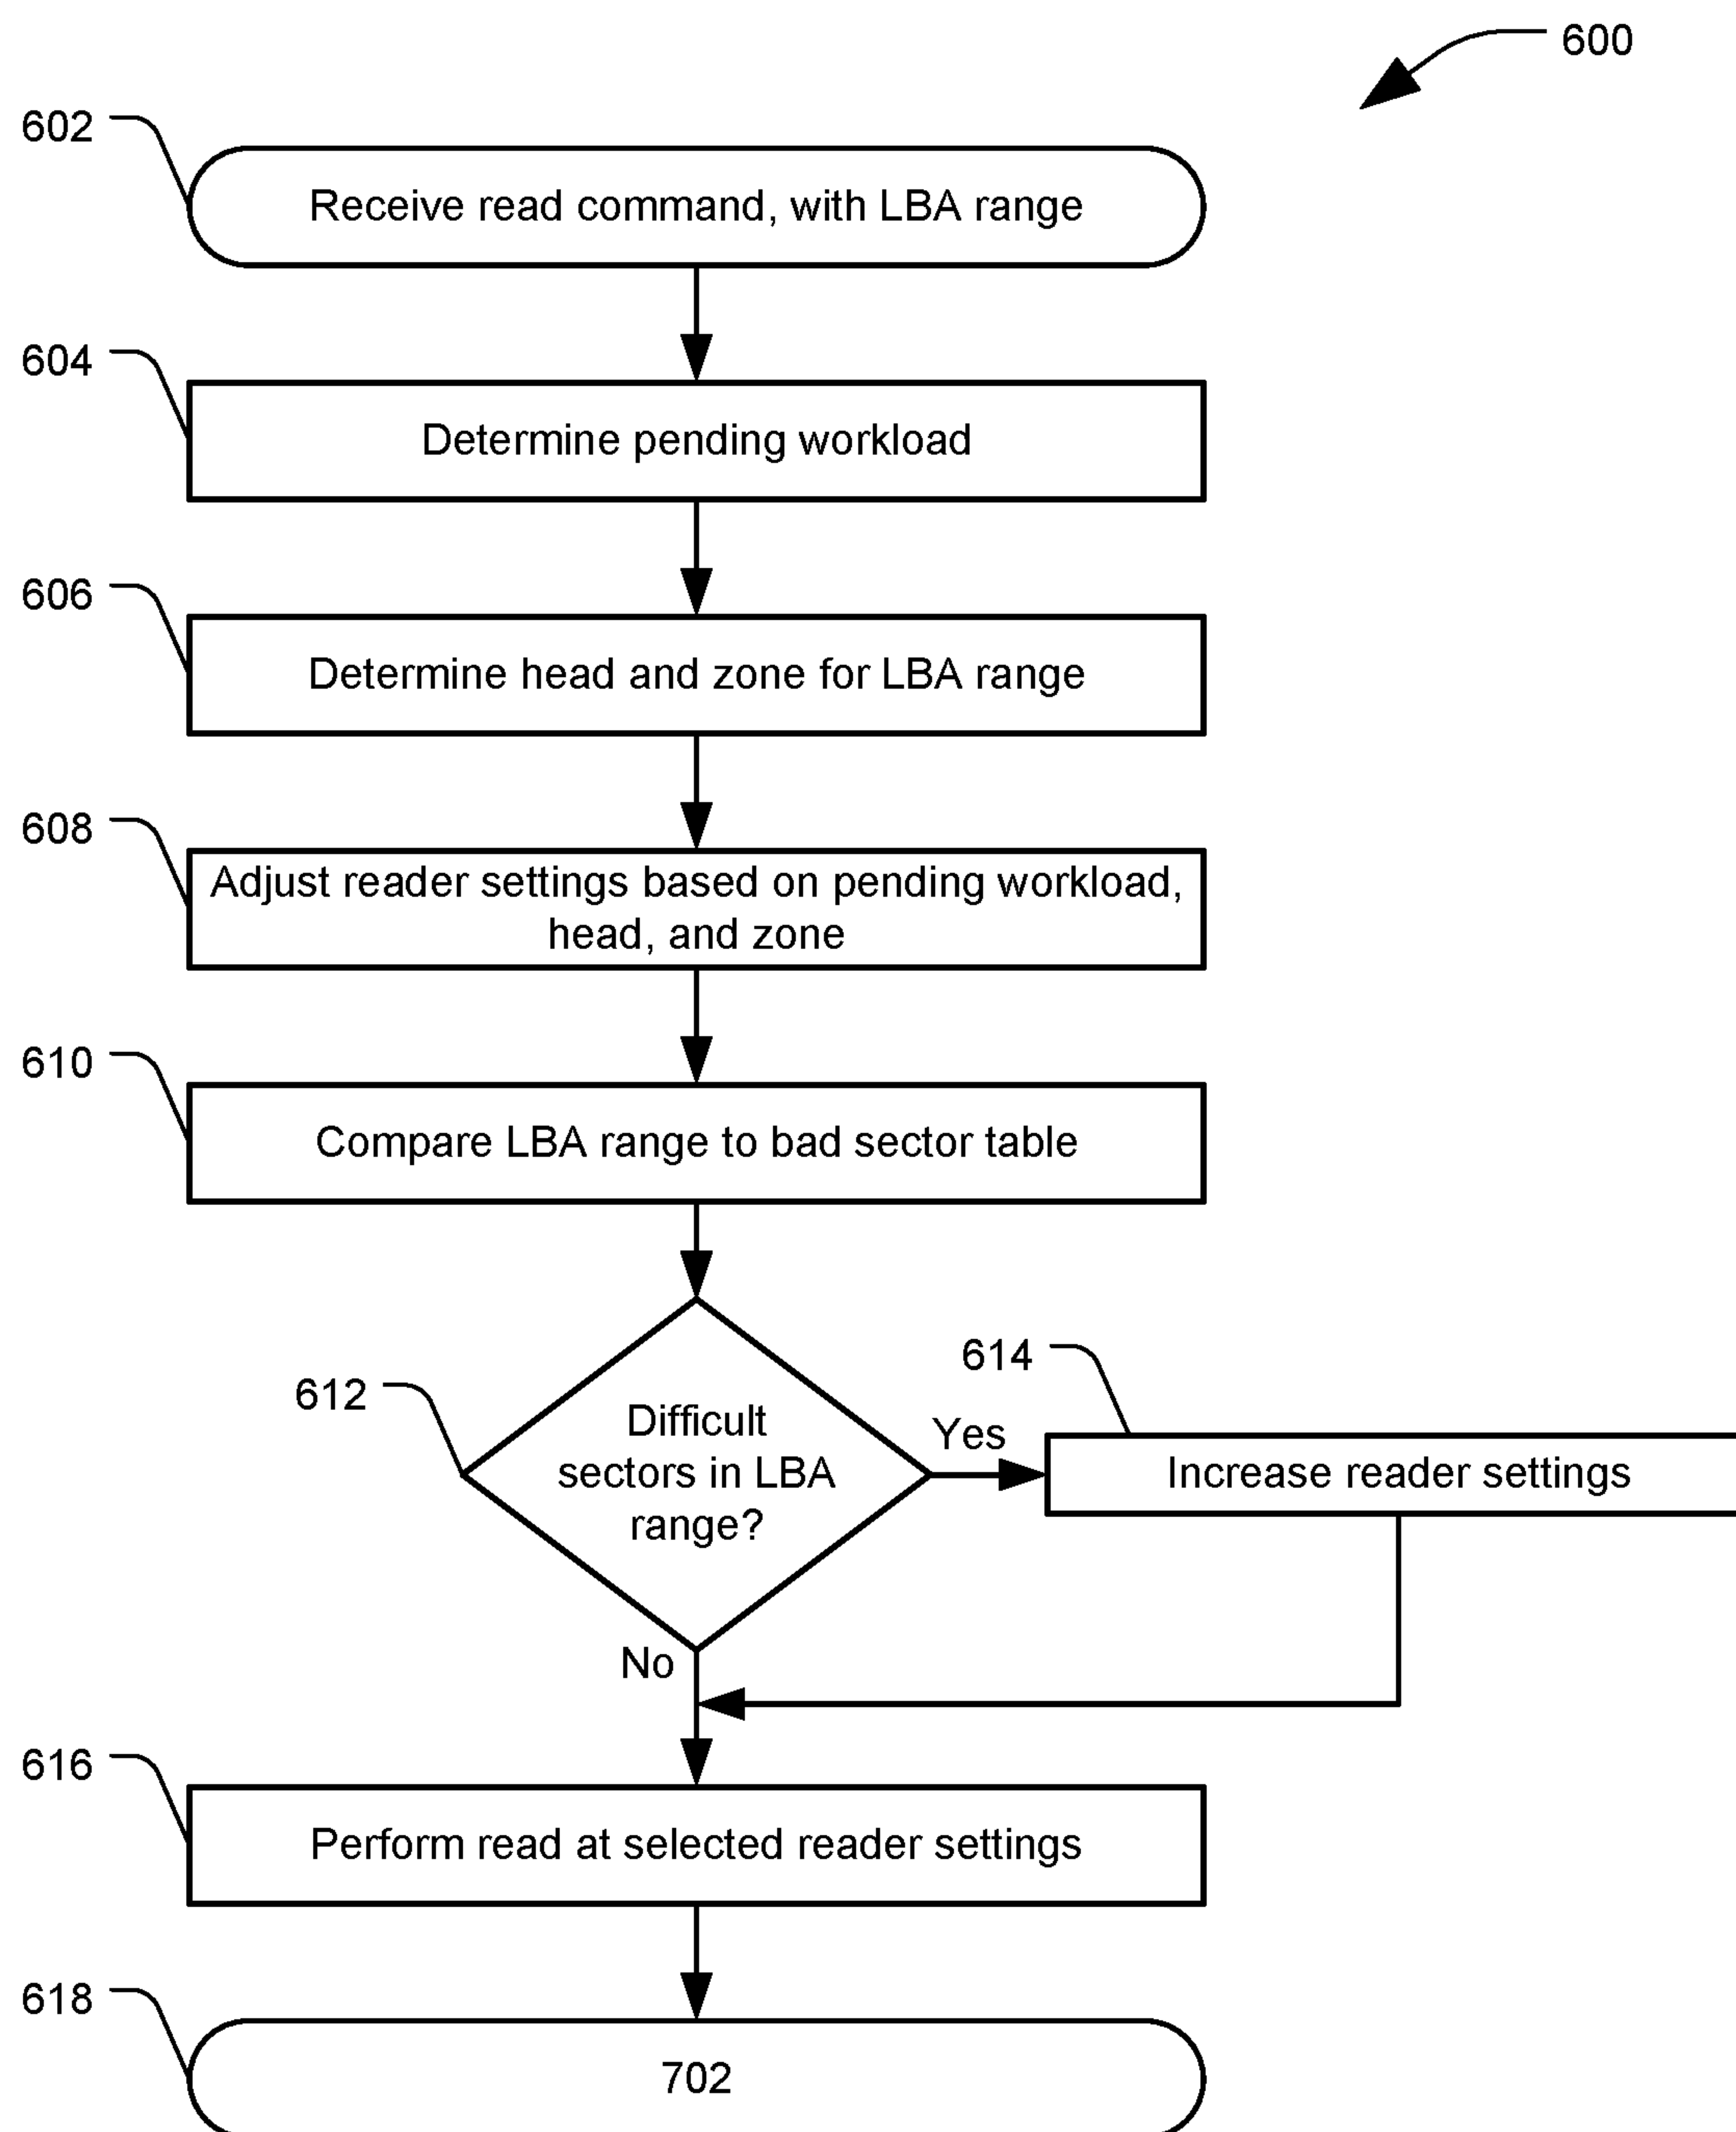 600
602
Receive read command, with LBA range
604
Determine pending workload
606
Determine head and zone for LBA range
608
Adjust reader settings based on pending workload,
head, and zone
610
Compare LBA range to bad sector table
612
Difficult
sectors in LBA
range?
Yes
614
Increase reader settings
No
616
Perform read at selected reader settings
618
702